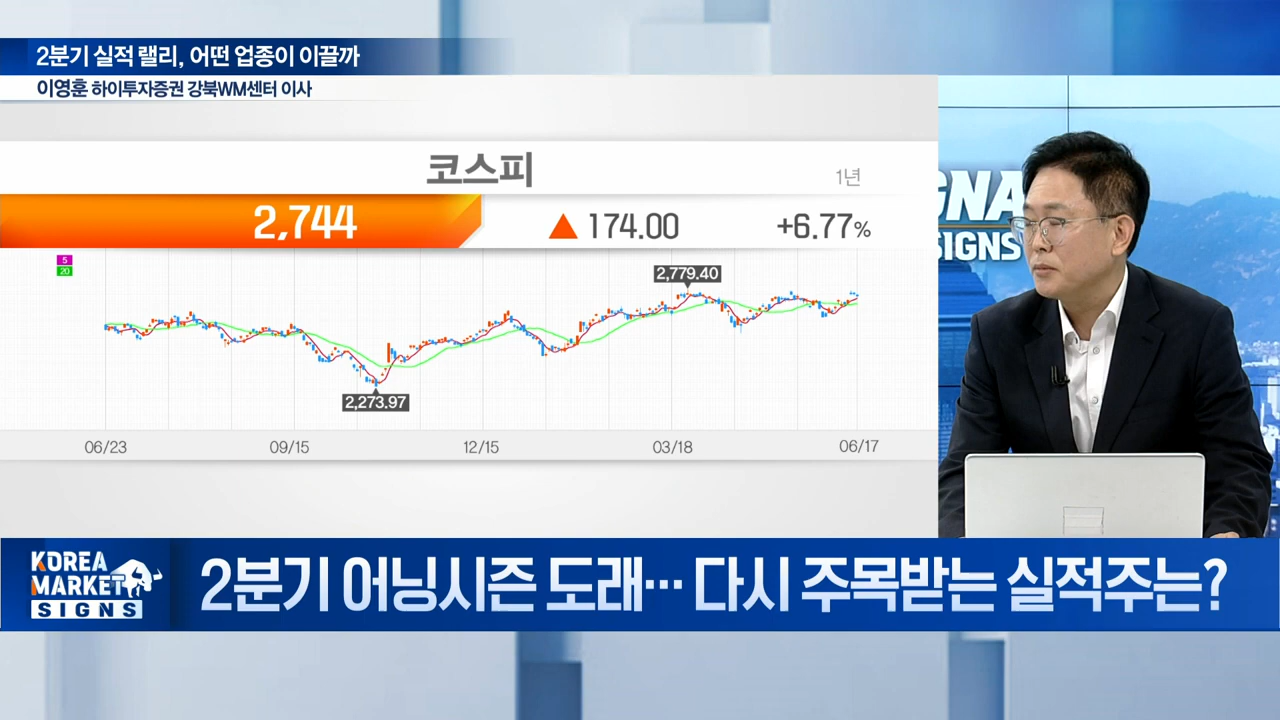 2분기 실적 랠리, 어떤 업종이 이끌까
이영훈 하이투자증권 강북WM센터 이사
코스피
1년
2,744
▲ 174.00
+6.77%
5
20
2,779.40
2,273.97
06/23
09/15
12/15
03/18
06/17
GNA
SIGNS
KOREA
MARKET
SIGNS
2분기 어닝시즌 도래… 다시 주목받는 실적주는?